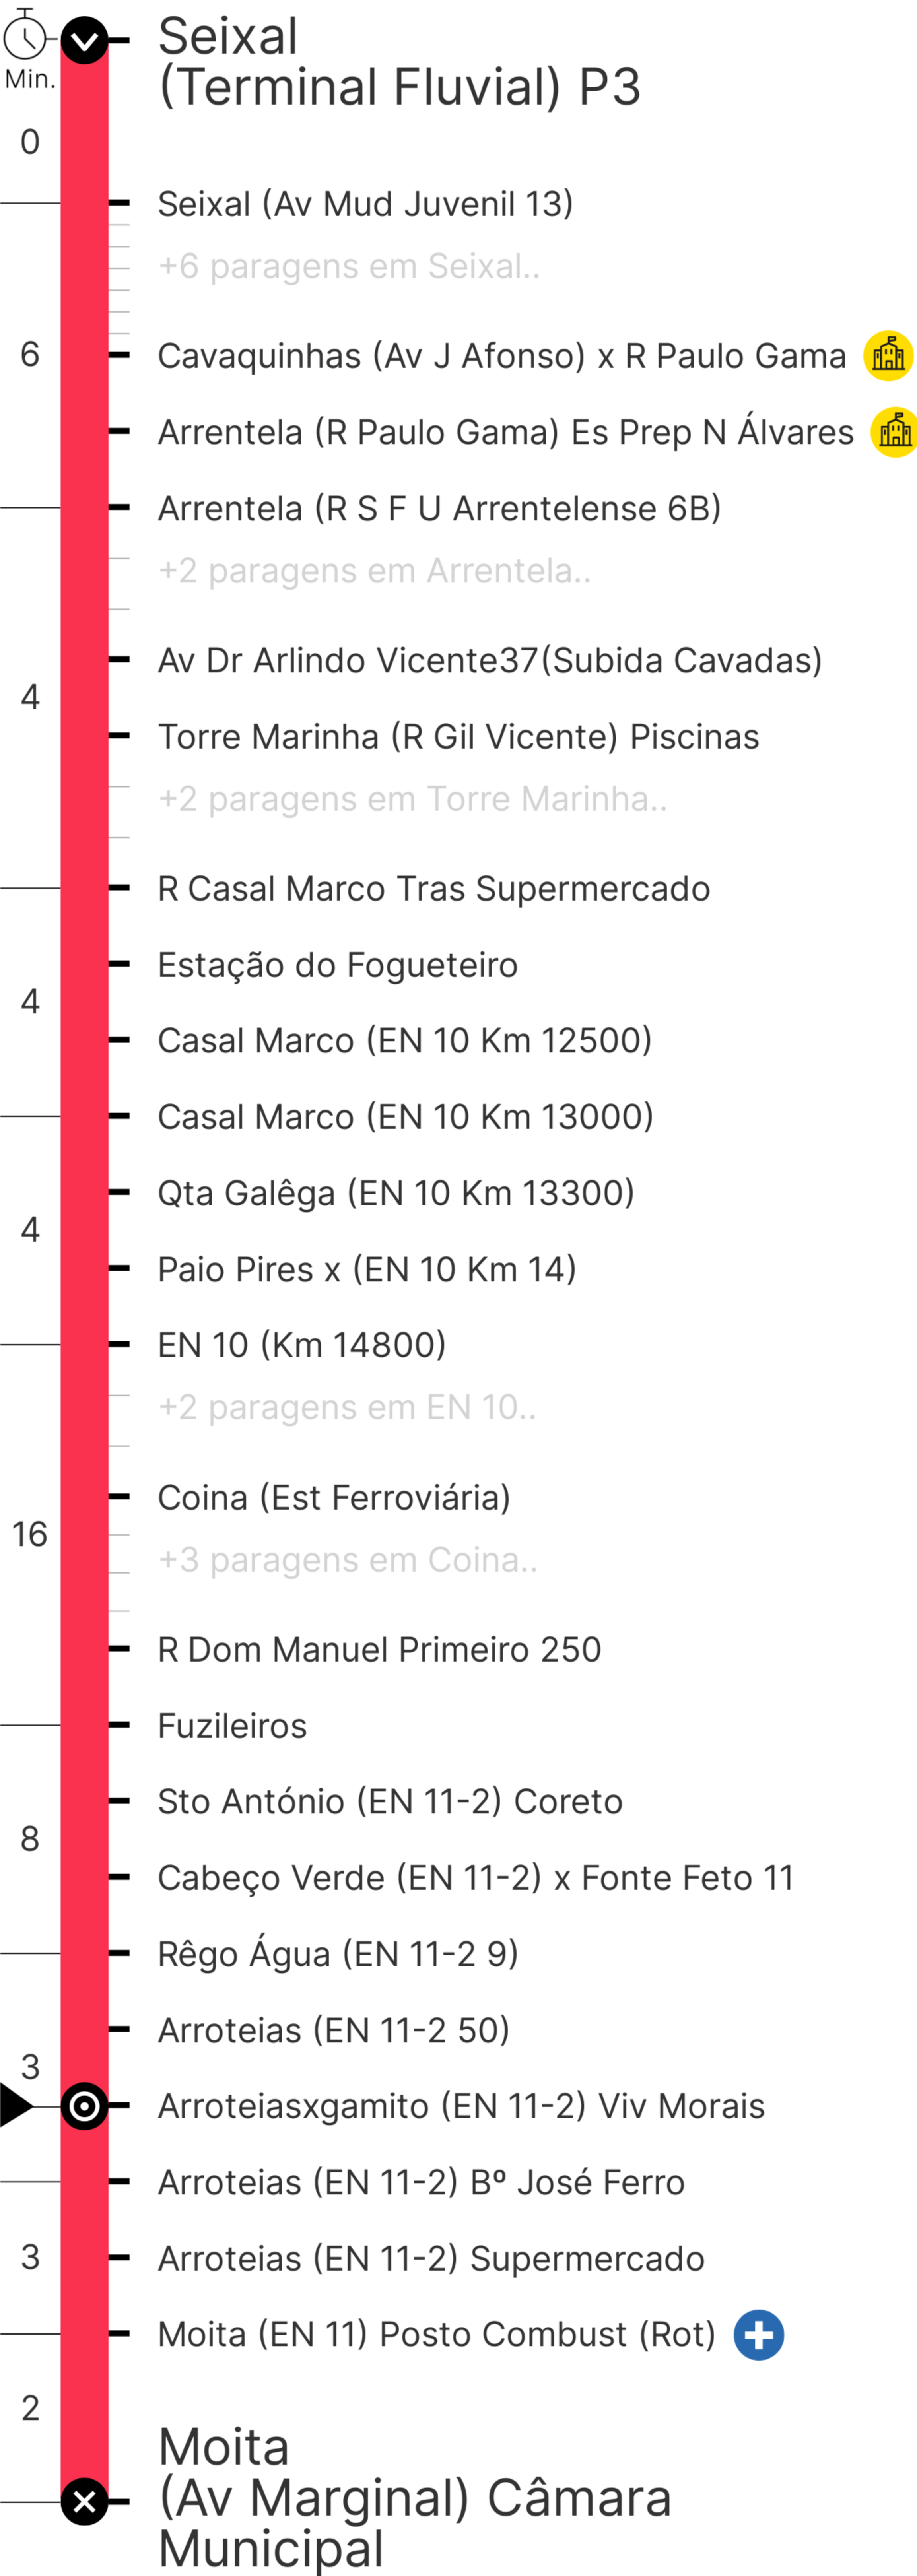 Seixal
(Terminal Fluvial) P3
Min.
0
Seixal (Av Mud Juvenil 13)
+6 paragens em Seixal..
6
Cavaquinhas (Av J Afonso) x R Paulo Gama
Arrentela (R Paulo Gama) Es Prep N Álvares
Arrentela (R S F U Arrentelense 6B)
+2 paragens em Arrentela..
Av Dr Arlindo Vicente37(Subida Cavadas)
4
Torre Marinha (R Gil Vicente) Piscinas
+2 paragens em Torre Marinha..
R Casal Marco Tras Supermercado
Estação do Fogueteiro
4
Casal Marco (EN 10 Km 12500)
Casal Marco (EN 10 Km 13000)
Qta Galêga (EN 10 Km 13300)
4
Paio Pires x (EN 10 Km 14)
EN 10 (Km 14800)
+2 paragens em EN 10..
Coina (Est Ferroviária)
16
+3 paragens em Coina..
R Dom Manuel Primeiro 250
Fuzileiros
Sto António (EN 11-2) Coreto
8
Cabeço Verde (EN 11-2) x Fonte Feto 11
Rêgo Água (EN 11-2 9)
Arroteias (EN 11-2 50)
3
Arroteiasxgamito (EN 11-2) Viv Morais
Arroteias (EN 11-2) Bº José Ferro
3
Arroteias (EN 11-2) Supermercado
Moita (EN 11) Posto Combust (Rot)
2
Moita
(Av Marginal) Câmara
Municipal